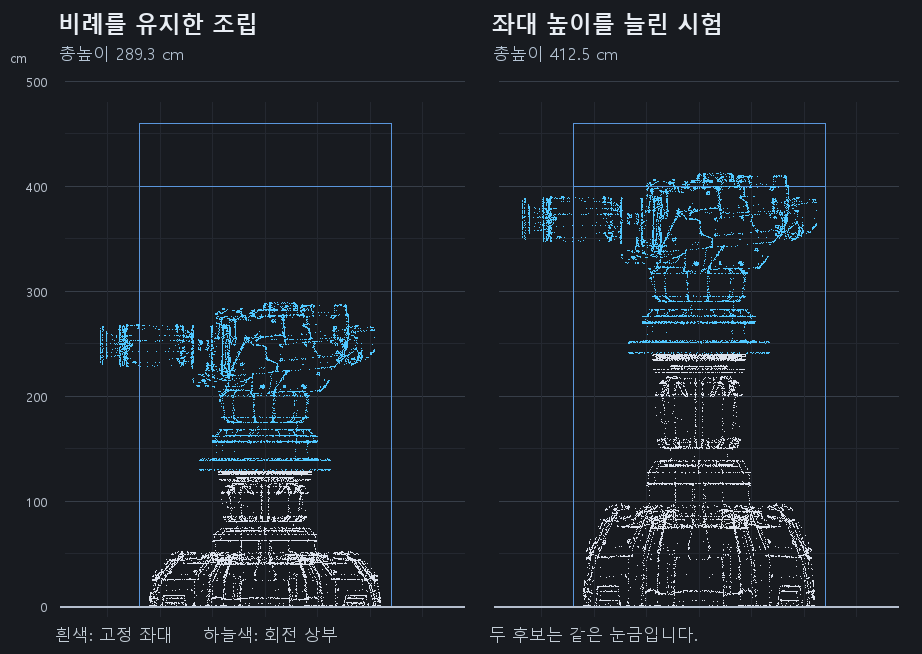 비례를 유지한 조립
총높이 289.3 cm
좌대 높이를 늘린 시험
총높이 412.5 cm
cm
500
400
300
200
100
0
흰색: 고정 좌대
하늘색: 회전 상부
두 후보는 같은 눈금입니다.